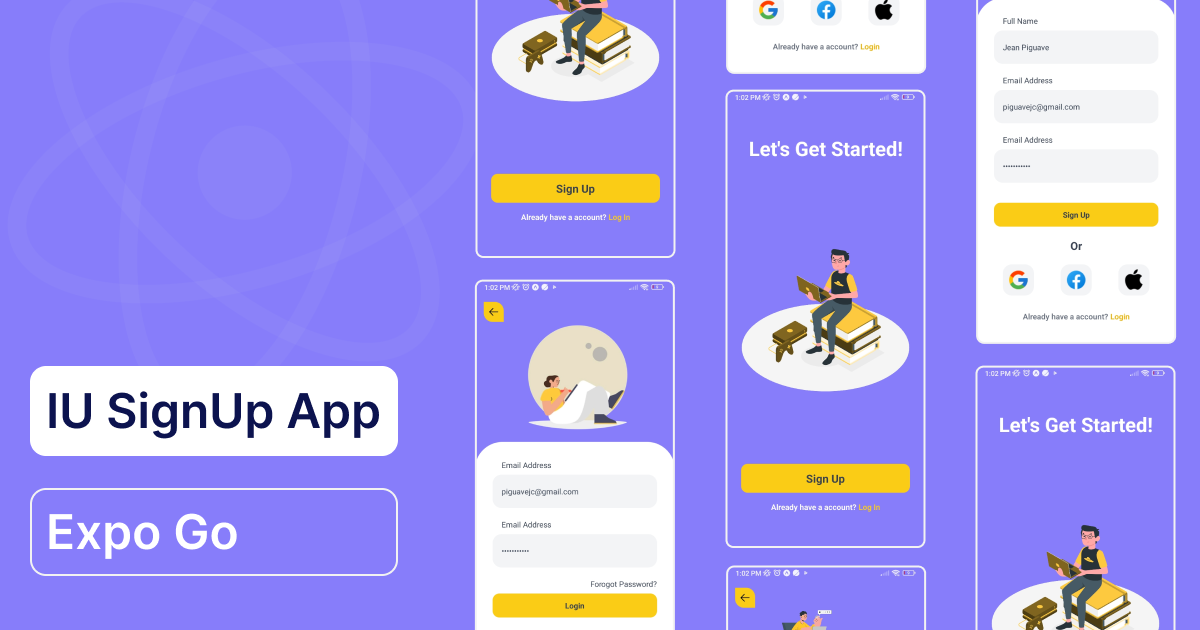 IU SignUp App
Expo Go
Sign Up
Already have a account? Log In
1:02 PM
Email Address
piguavejc@gmail.com
Email Address
•••••••••••
Forogot Password?
Login
Already have a account? Login
1:02 PM
Let's Get Started!
Sign Up
Already have a account? Log In
1:02 PM
Full Name
Jean Piguave
Email Address
piguavejc@gmail.com
Email Address
•••••••••••
Sign Up
Or
Already have a account? Login
1:02 PM
Let's Get Started!